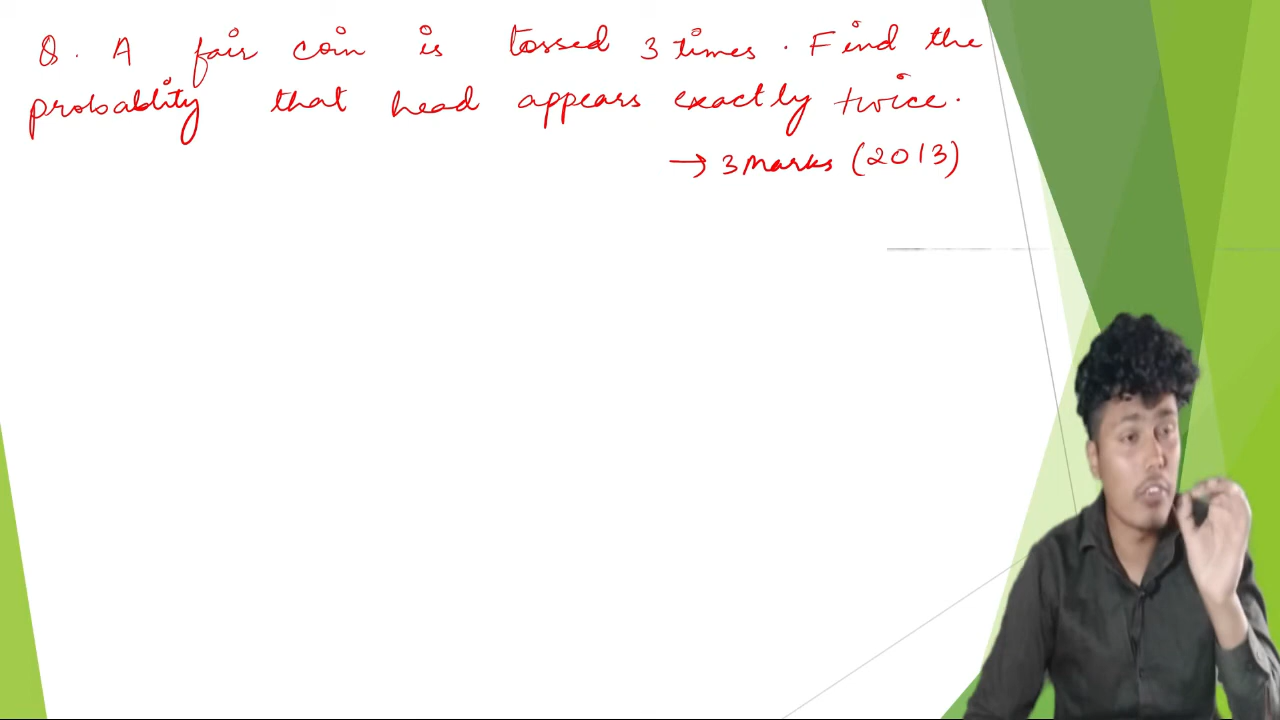 Q. A fair coin is tossed 3 times. Find the
probablity that head appears exactly twice.
→ 3 Marks (2013)